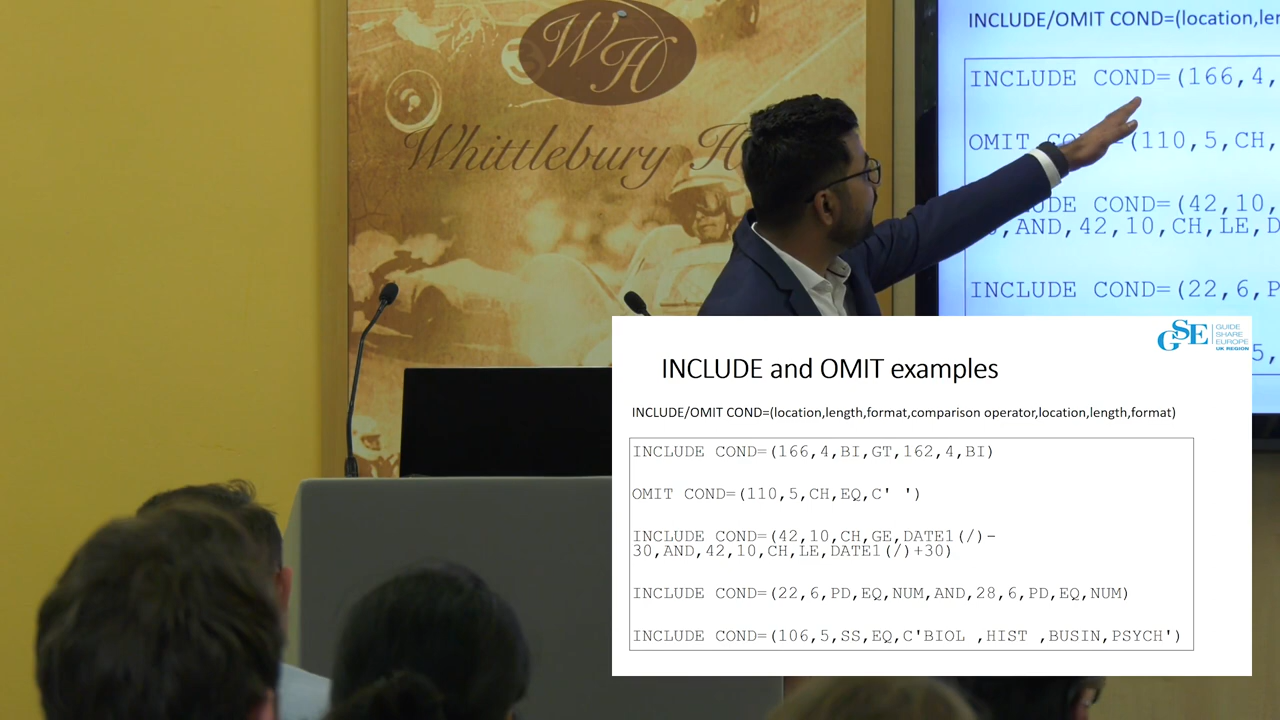 WH
Whittlebury H
INCLUDE/OMIT COND=(location,ler
INCLUDE COND=(166,4,
OMIT CO =(110,5,CH,
UDE COND=(42,10,
,AND,42,10,CH,LE,D
INCLUDE COND=(22,6,P
5,
GSE
GUIDE
SHARE
EUROPE
UK REGION
INCLUDE and OMIT examples
INCLUDE/OMIT COND=(location,length,format,comparison operator,location,length,format)
INCLUDE COND=(166,4,BI,GT,162,4,BI)
OMIT COND=(110,5,CH,EQ,C' ')
INCLUDE COND=(42,10,CH,GE,DATE1(/)-
30,AND,42,10,CH,LE,DATE1(/)+30)
INCLUDE COND=(22,6,PD,EQ,NUM,AND,28,6,PD,EQ,NUM)
INCLUDE COND=(106,5,SS,EQ,C'BIOL ,HIST ,BUSIN,PSYCH')